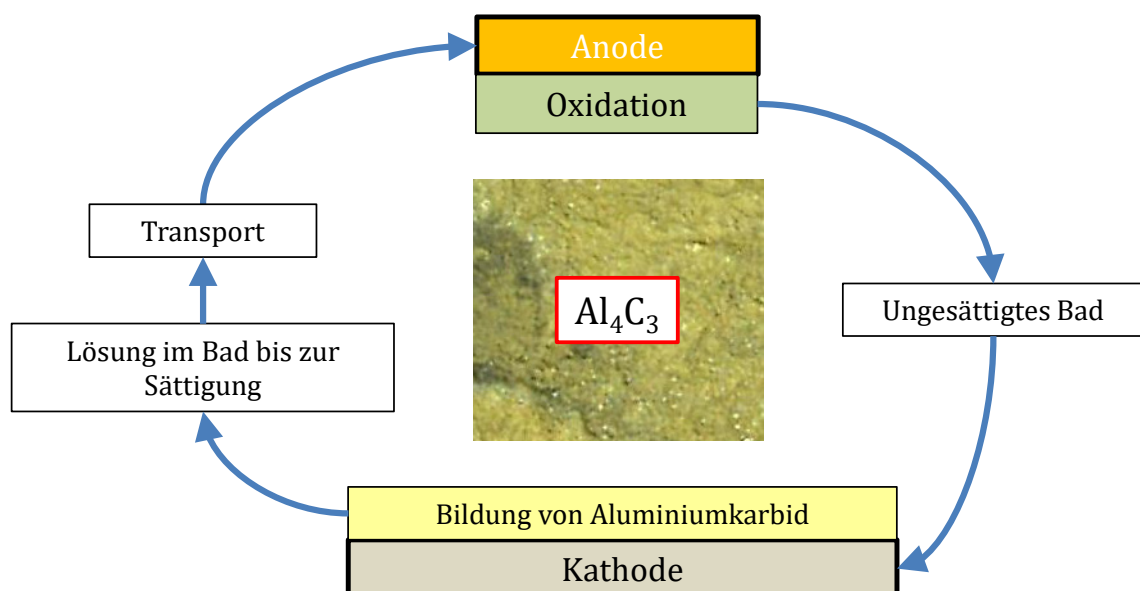 Anode
Oxidation
Transport
Al₄C₃
Ungesättigtes Bad
Lösung im Bad bis zur
Sättigung
Bildung von Aluminiumkarbid
Kathode